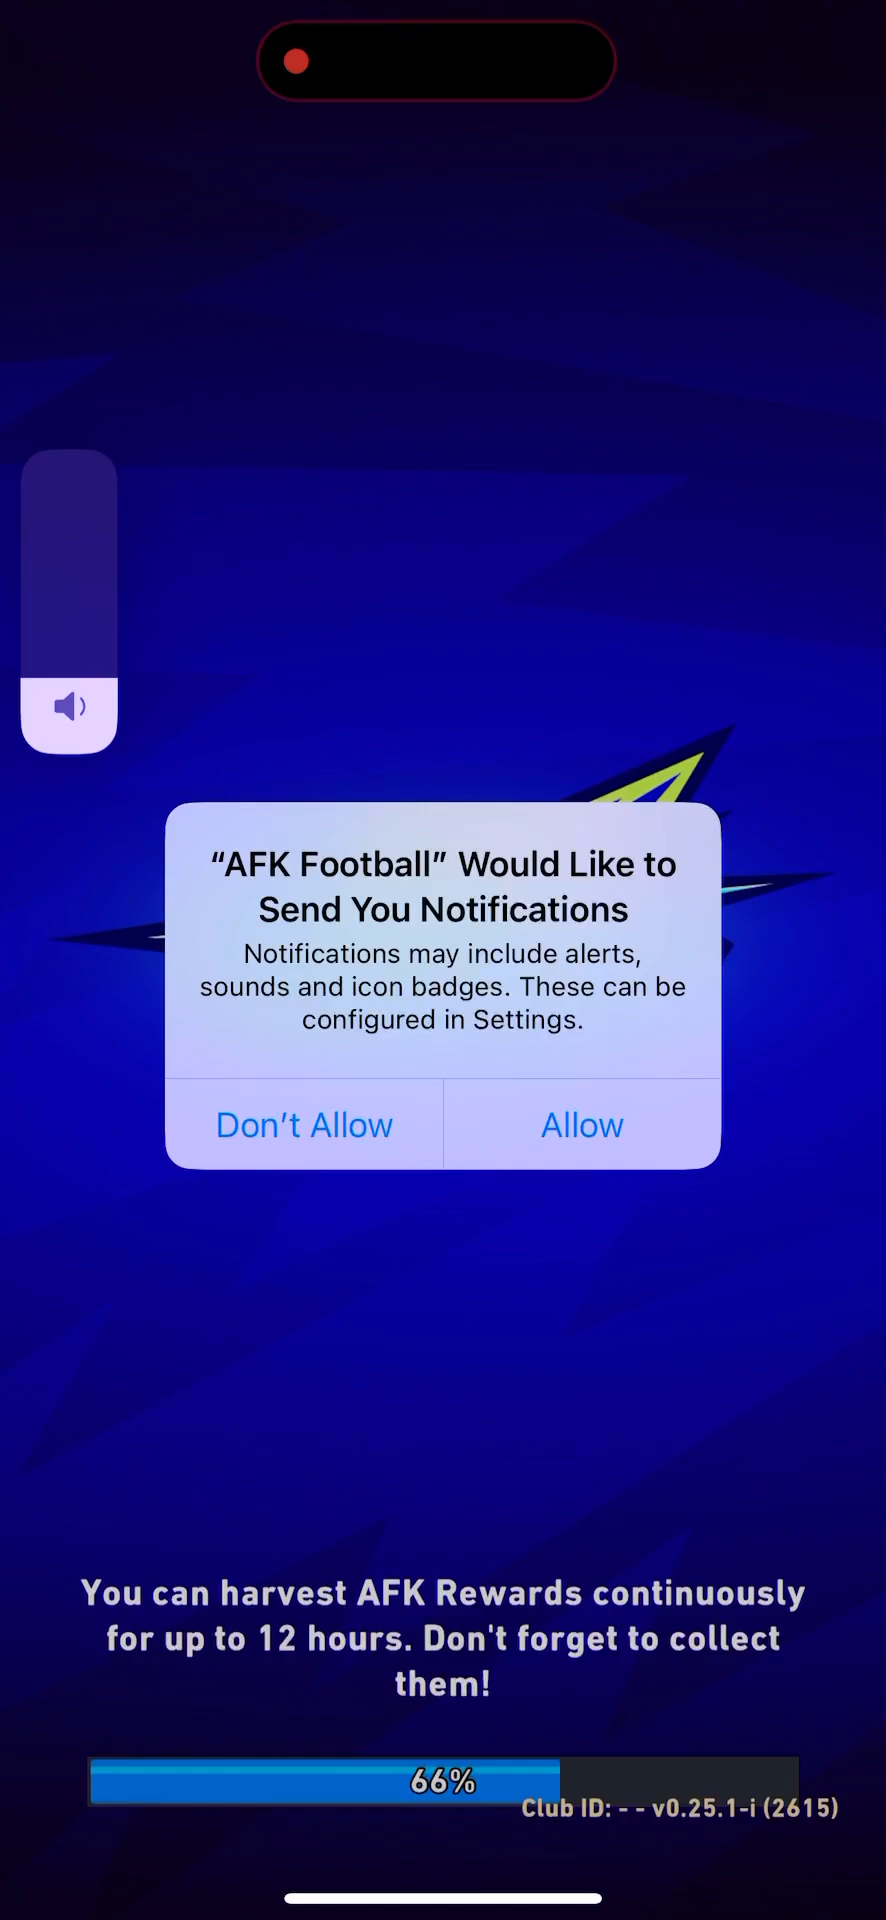 “AFK Football” Would Like to
Send You Notifications
Notifications may include alerts,
sounds and icon badges. These can be
configured in Settings.
Don’t Allow
Allow
You can harvest AFK Rewards continuously
for up to 12 hours. Don't forget to collect
them!
66%
Club ID: - - v0.25.1-i (2615)